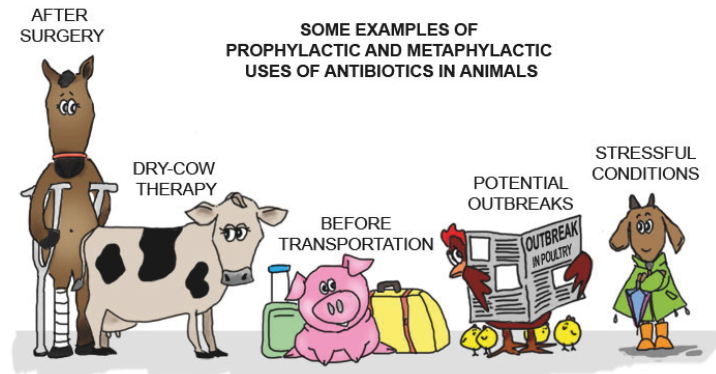 AFTER
SURGERY
SOME EXAMPLES OF
PROPHYLACTIC AND METAPHYLACTIC
USES OF ANTIBIOTICS IN ANIMALS
DRY-COW
THERAPY
BEFORE
TRANSPORTATION
POTENTIAL
OUTBREAKS
OUTBREAK
IN POULTRY
STRESSFUL
CONDITIONS